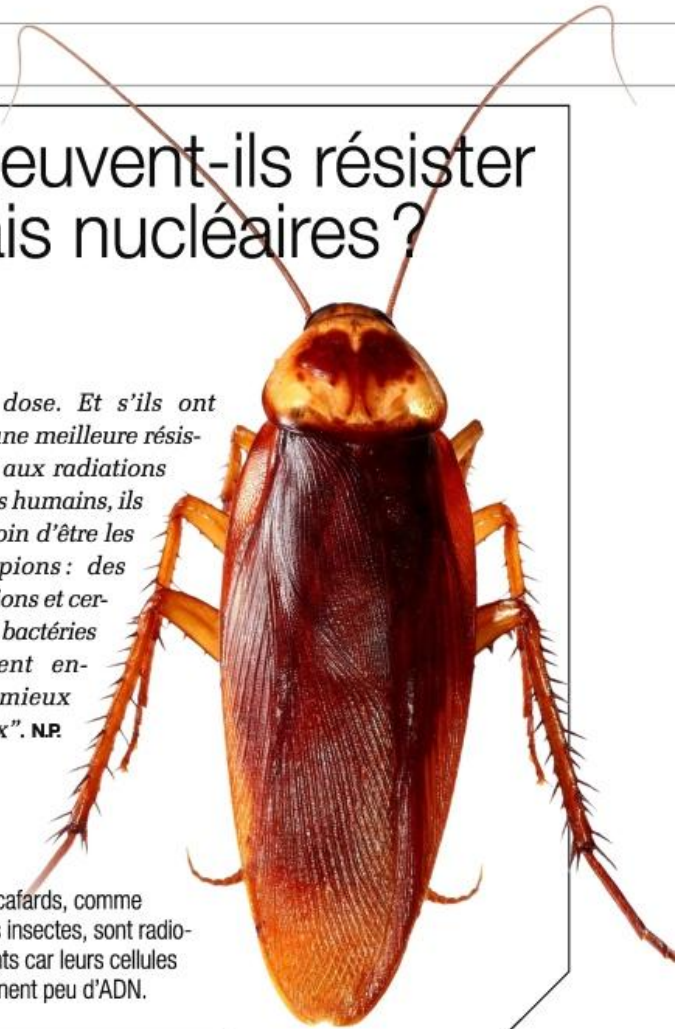 euvent-ils résister
ais nucléaires ?
dose. Et s’ils ont
une meilleure résis-
aux radiations
s humains, ils
oin d’être les
pions : des
ions et cer-
bactéries
ent en-
mieux
x”. N.P.
cafards, comme
s insectes, sont radio-
nts car leurs cellules
nent peu d’ADN.